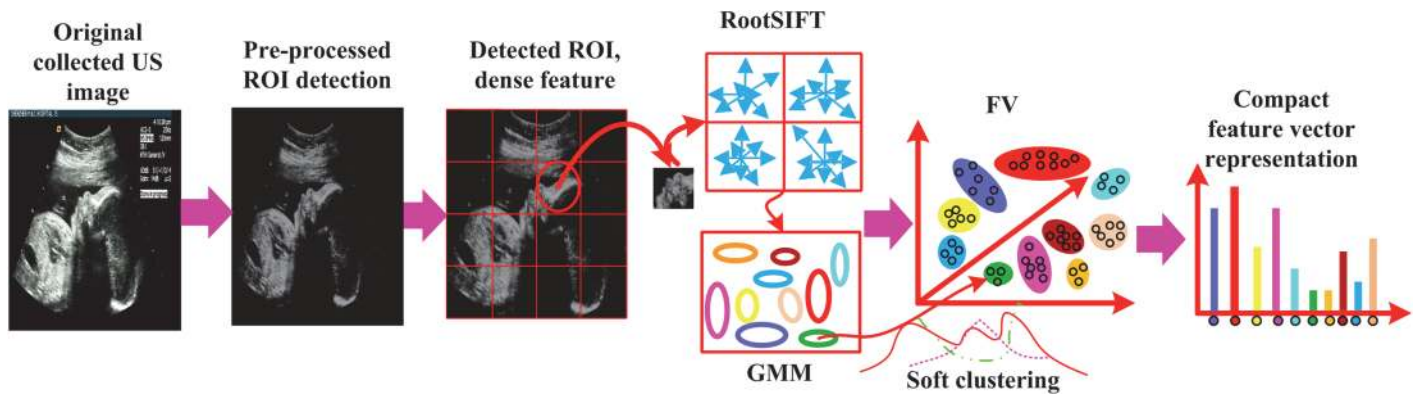 Original
collected US
image
Pre-processed
ROI detection
Detected ROI,
dense feature
RootSIFT
GMM
FV
Soft clustering
Compact
feature vector
representation